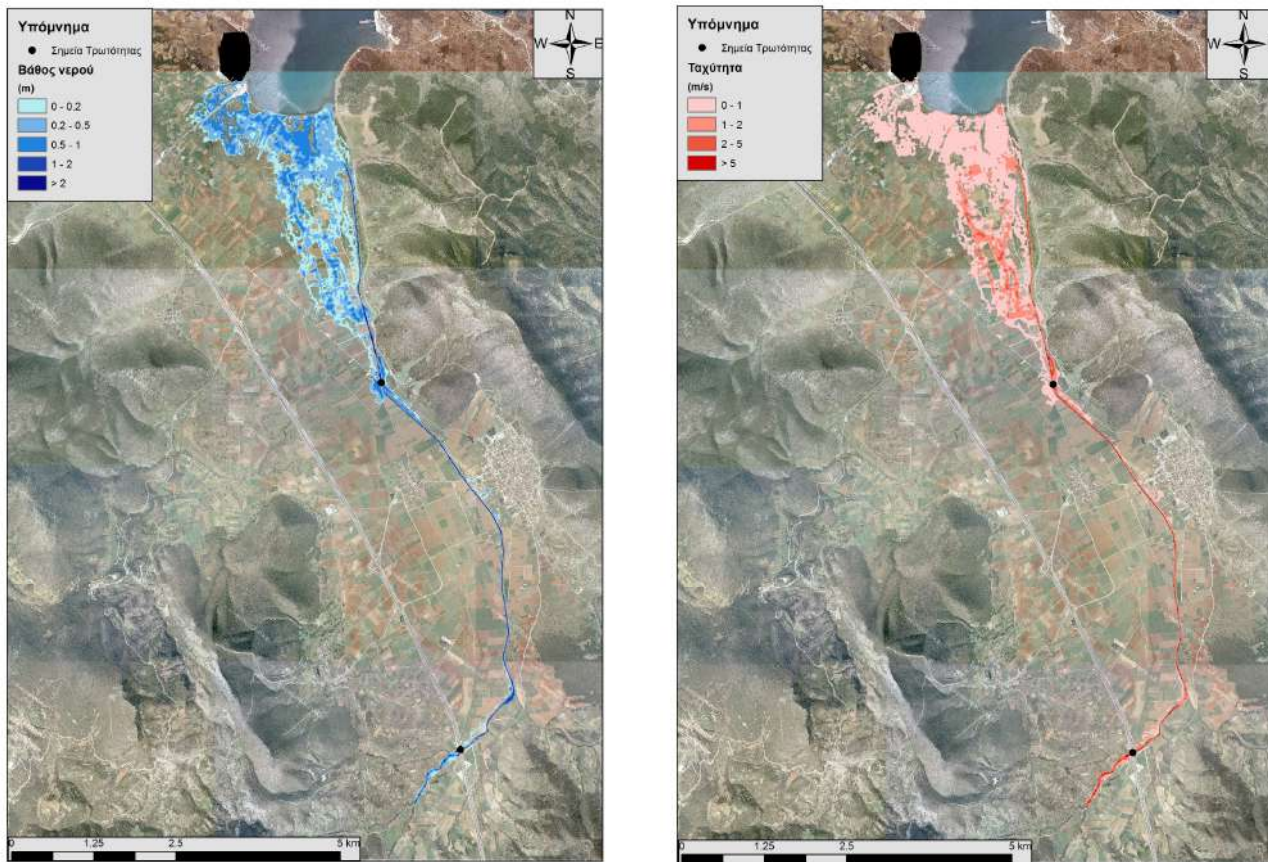 Υπόμνημα
Σημεία Τρωτότητας
Βάθος νερού
(m)
0 - 0.2
0.2 - 0.5
0.5 - 1
1 - 2
> 2
N
W E
S
0 1.25 2.5 5 km
Υπόμνημα
Σημεία Τρωτότητας
Ταχύτητα
(m/s)
0 - 1
1 - 2
2 - 5
> 5
N
W E
S
0 1.25 2.5 5 km